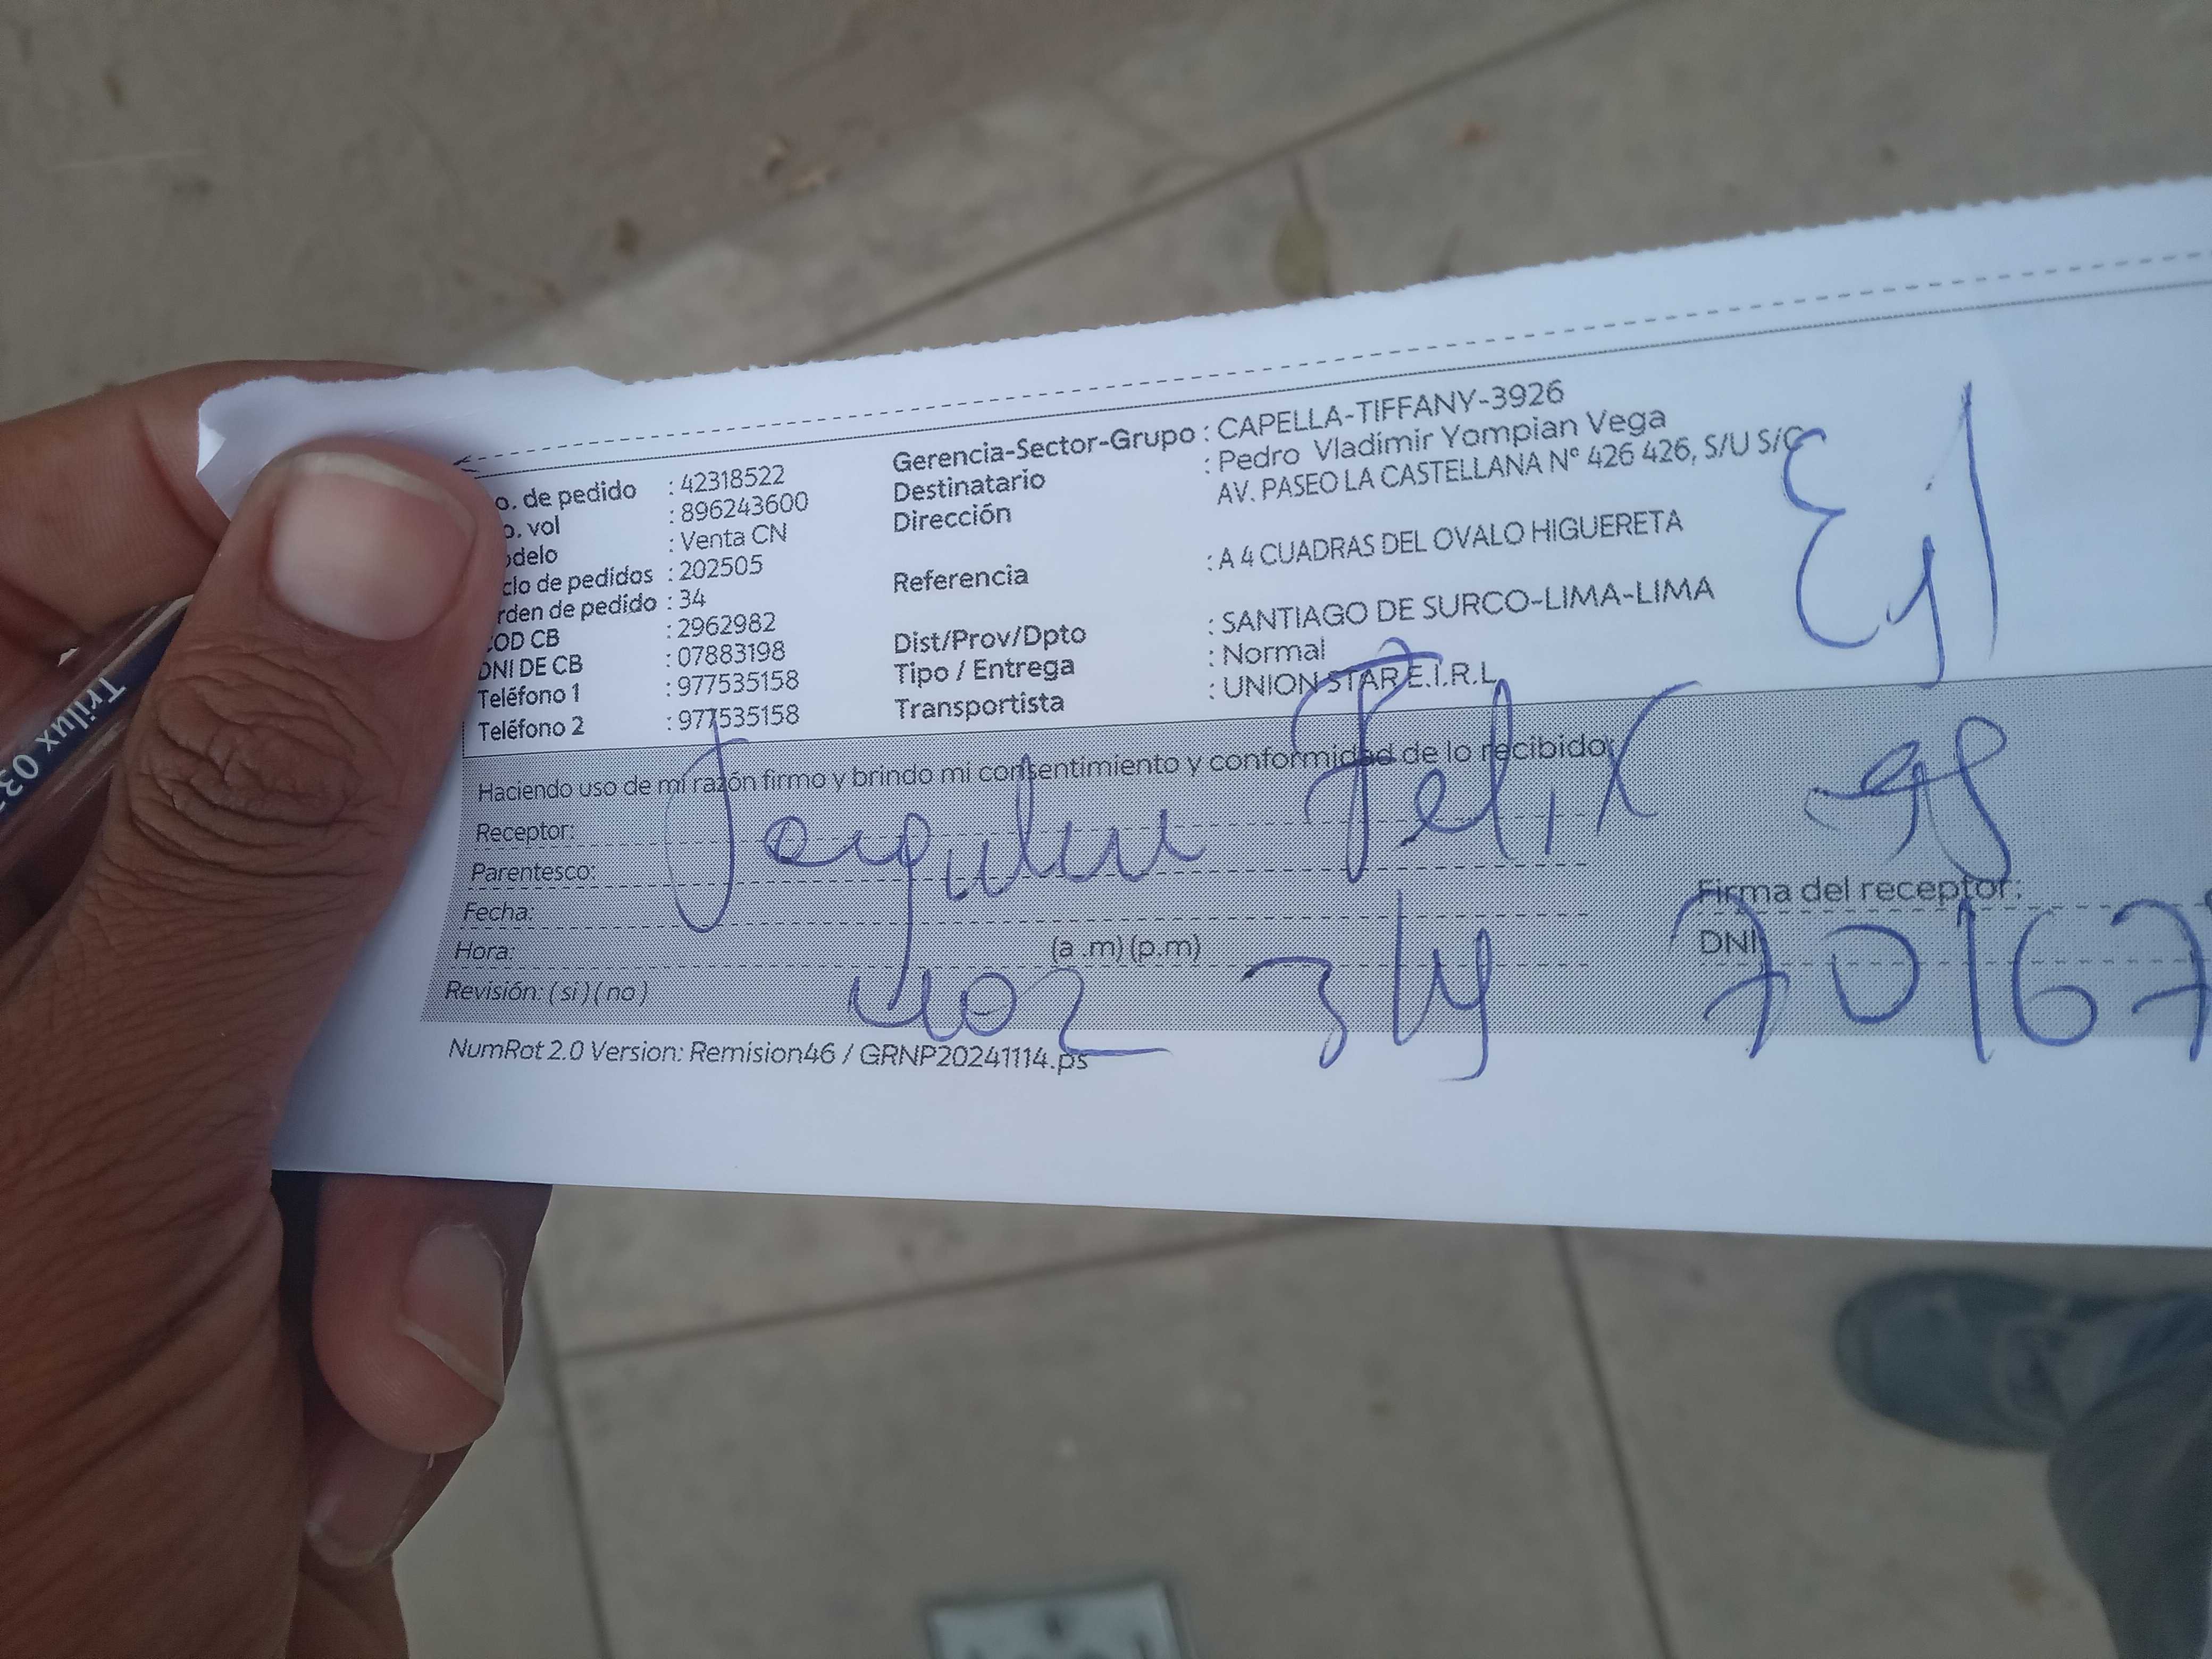 o. de pedido : 42318522
o. vol : 896243600
odelo : Venta CN
clo de pedidos : 202505
rden de pedido : 34
COD CB : 2962982
DNI DE CB : 07883198
Teléfono 1 : 977535158
Teléfono 2 : 977535158
Gerencia-Sector-Grupo : CAPELLA-TIFFANY-3926
Destinatario : Pedro Vladimir Yompian Vega
Dirección AV. PASEO LA CASTELLANA N° 426 426, S/U S/C
Referencia : A 4 CUADRAS DEL OVALO HIGUERETA
Dist/Prov/Dpto : SANTIAGO DE SURCO-LIMA-LIMA
Tipo / Entrega : Normal
Transportista : UNION STAR E.I.R.L
Haciendo uso de mi razón firmo y brindo mi consentimiento y conformidad de lo recibido:
Receptor: Felix
Parentesco:
Fecha:
Hora: (a .m) (p.m)
Revisión: ( si ) ( no )
Firma del receptor:
DNI 70167
NumRot 2.0 Version: Remision46 / GRNP20241114.ps
Trilux 03